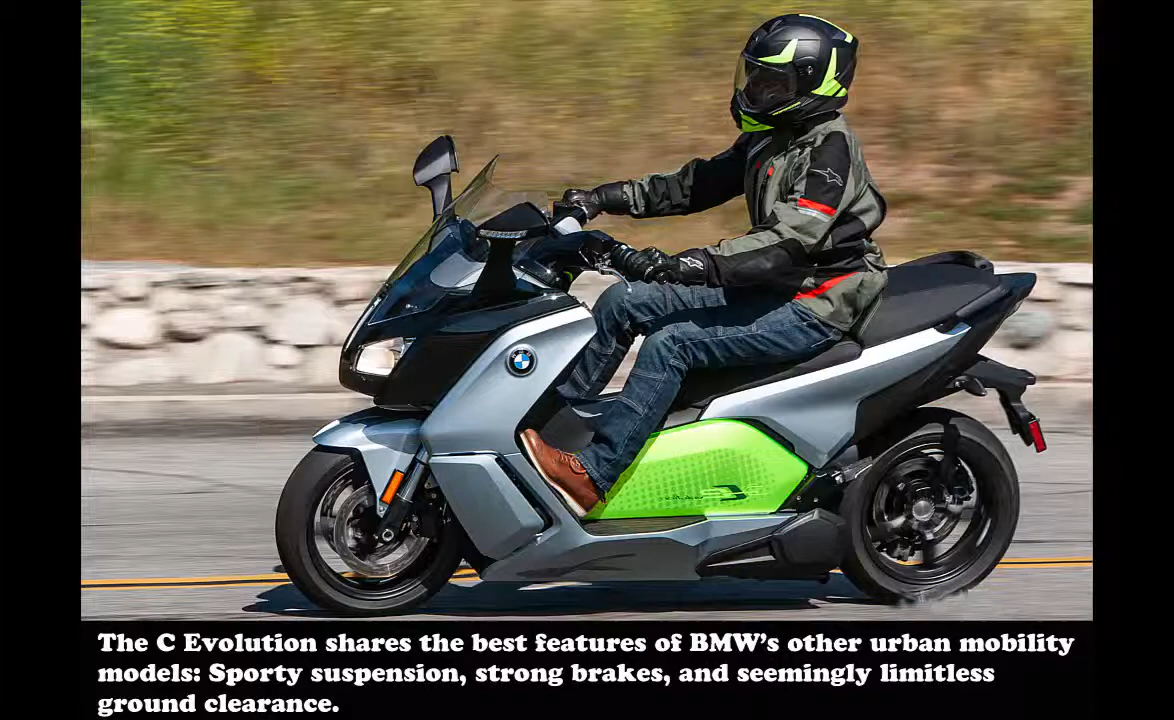 BMW
The C Evolution shares the best features of BMW’s other urban mobility
models: Sporty suspension, strong brakes, and seemingly limitless
ground clearance.